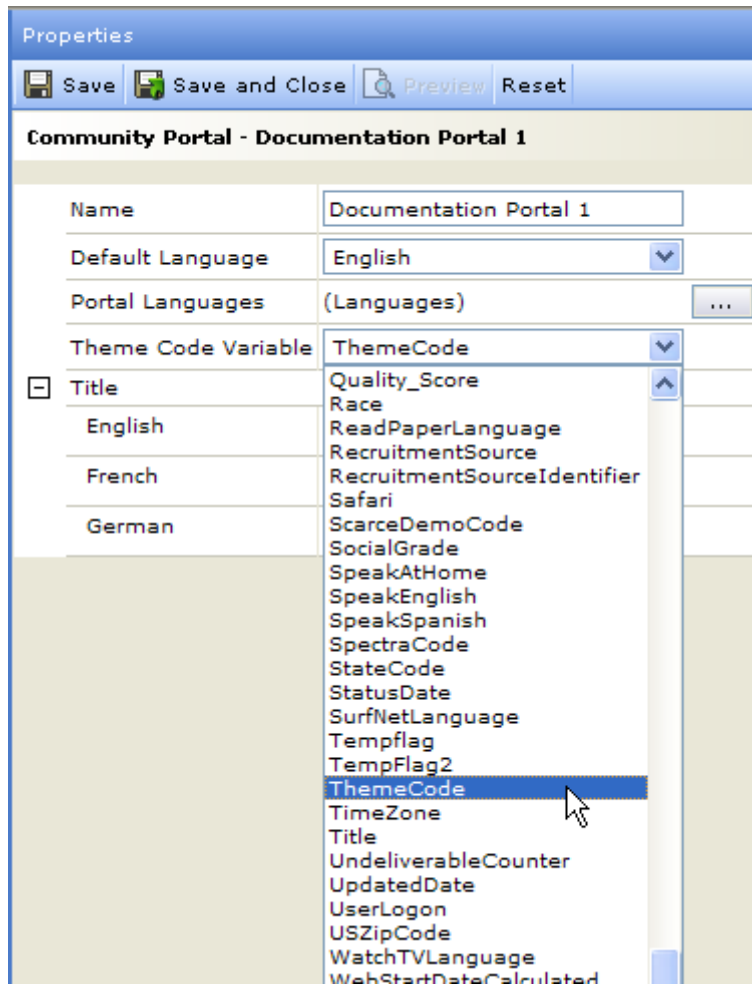 Properties
Save Save and Close Preview Reset
Community Portal - Documentation Portal 1
Name Documentation Portal 1
Default Language English
Portal Languages (Languages) ...
Theme Code Variable ThemeCode
Title
English
French
German
Quality_Score
Race
ReadPaperLanguage
RecruitmentSource
RecruitmentSourceIdentifier
Safari
ScarceDemoCode
SocialGrade
SpeakAtHome
SpeakEnglish
SpeakSpanish
SpectraCode
StateCode
StatusDate
SurfNetLanguage
Tempflag
TempFlag2
ThemeCode
TimeZone
Title
UndeliverableCounter
UpdatedDate
UserLogon
USZipCode
WatchTVLanguage
WebStartDateCalculated